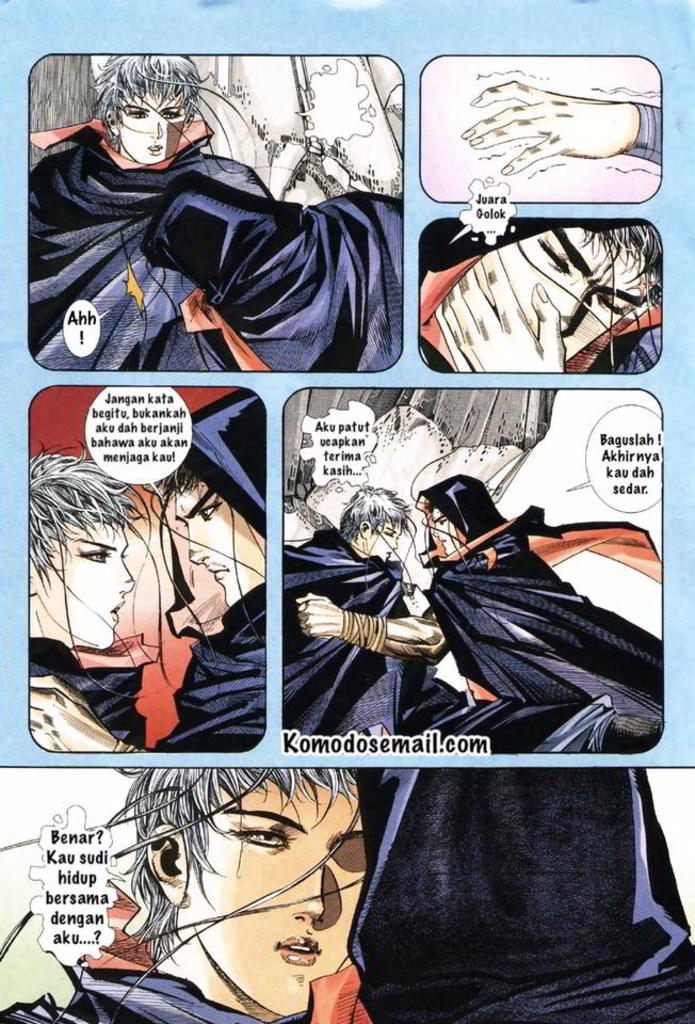 Ahh
!
Juara
Golok
...
Jangan kata
begitu, bukankah
aku dah berjanji
bahawa aku akan
menjaga kau!
Aku patut
ucapkan
terima
kasih...
Baguslah!
Akhirnya
kau dah
sedar.
Komodosemail.com
Benar?
Kau sudi
hidup
bersama
dengan
aku....?